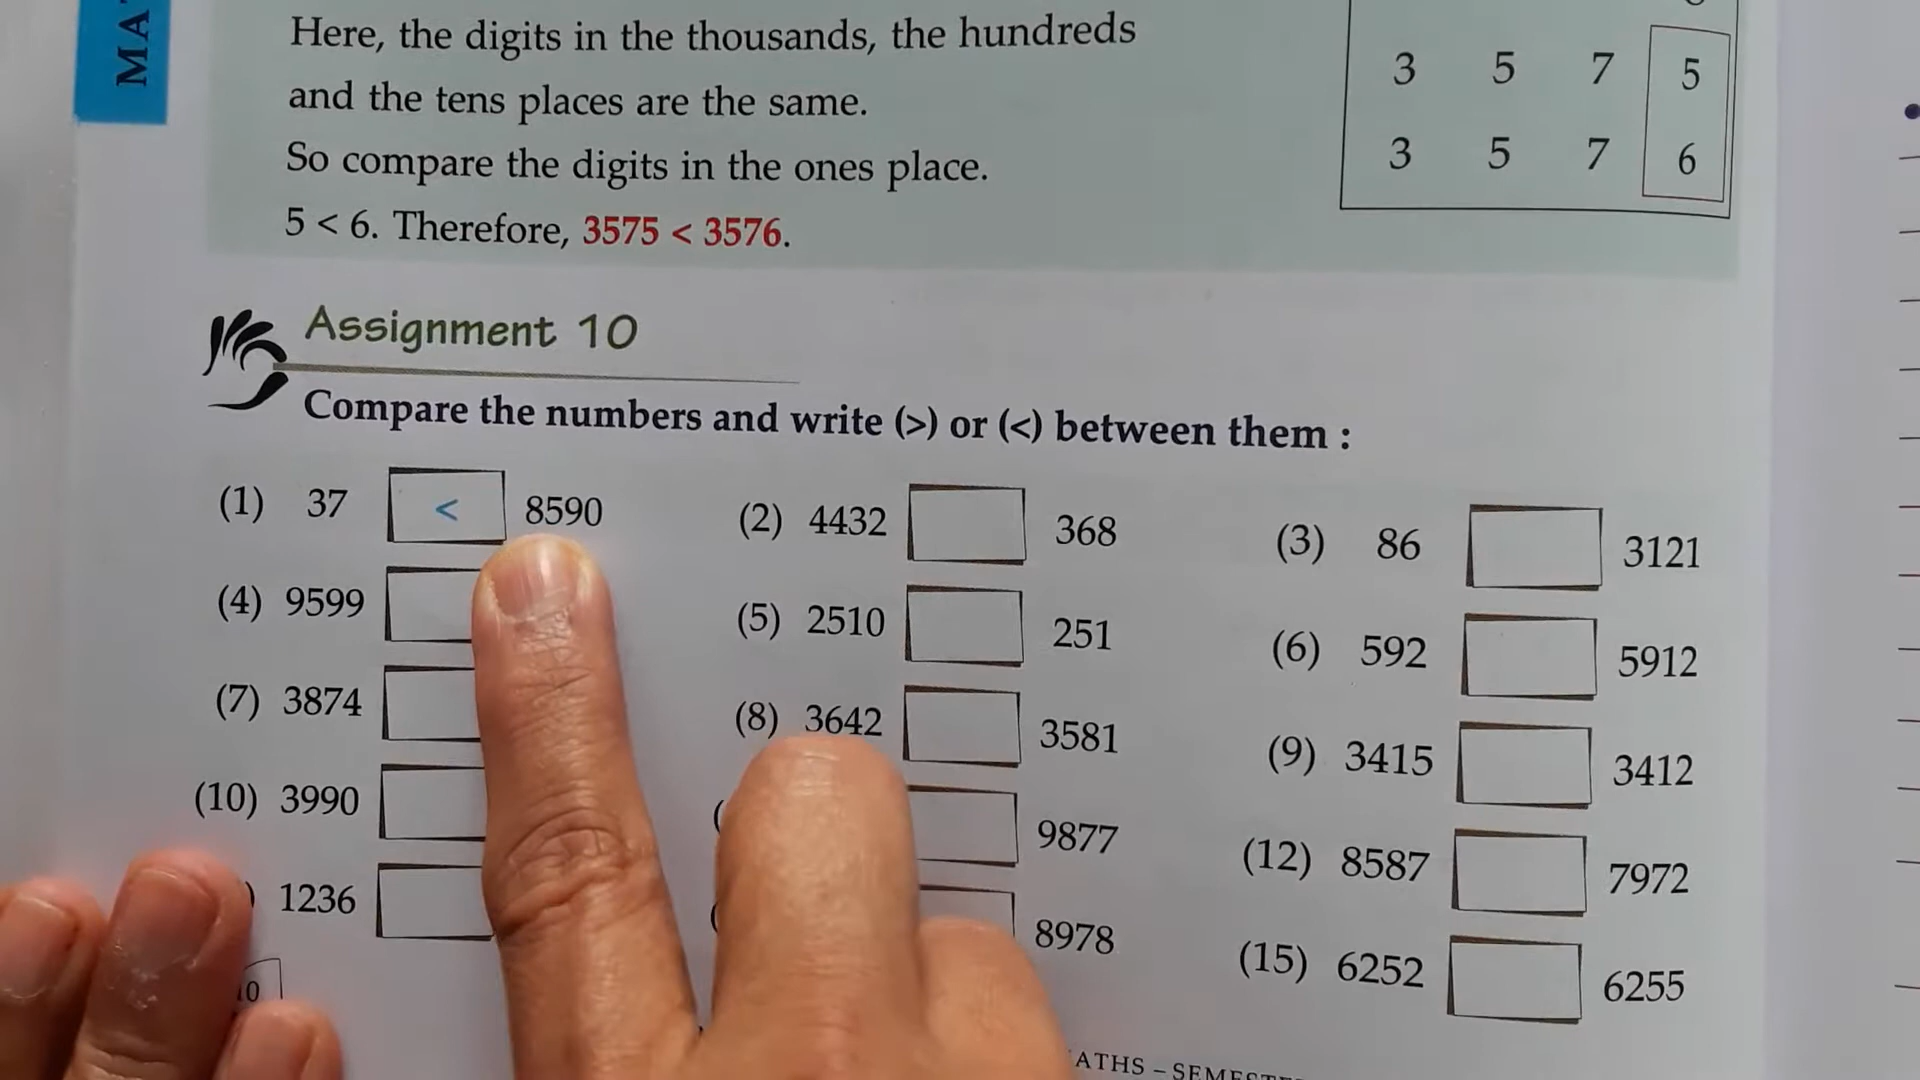 MA
Here, the digits in the thousands, the hundreds
and the tens places are the same.
So compare the digits in the ones place.
5 < 6. Therefore, 3575 < 3576.
3 5 7 5
3 5 7 6
Assignment 10
Compare the numbers and write (>) or (<) between them :
(1) 37 < 8590 (2) 4432 368 (3) 86 3121
(4) 9599 (5) 2510 251 (6) 592 5912
(7) 3874 (8) 3642 3581 (9) 3415 3412
(10) 3990 9877 (12) 8587 7972
) 1236 8978 (15) 6252 6255